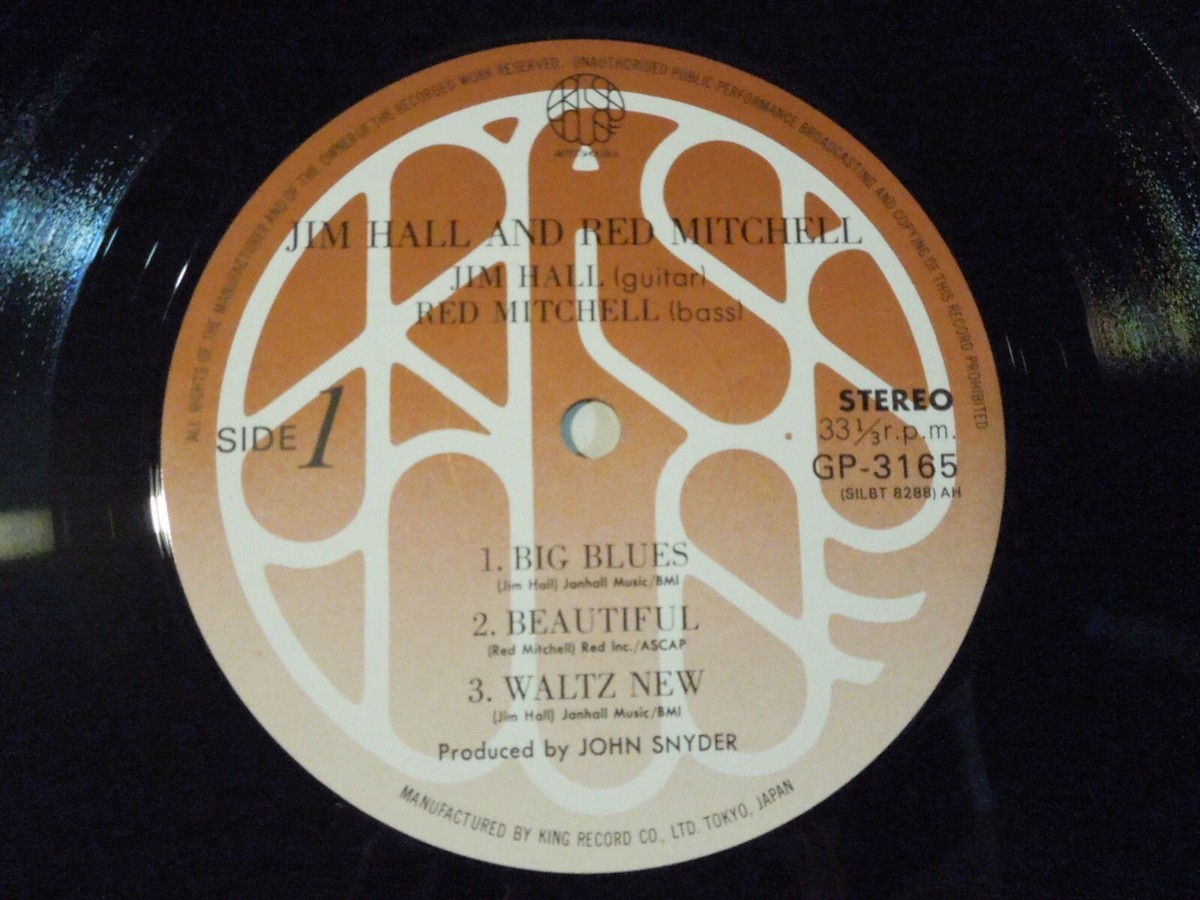 ALL RIGHTS OF THE MANUFACTURER AND OF THE OWNER OF THE RECORDED WORK RESERVED. UNAUTHORISED PUBLIC PERFORMANCE BROADCASTING AND COPYING OF THIS RECORD PROHIBITED
JIM HALL AND RED MITCHELL
JIM HALL (guitar)
RED MITCHELL (bass)
SIDE 1
STEREO
33⅓r.p.m.
GP-3165
(SILBT 8288) AH
1. BIG BLUES
(Jim Hall) Janhall Music/BMI
2. BEAUTIFUL
(Red Mitchell) Red Inc./ASCAP
3. WALTZ NEW
(Jim Hall) Janhall Music/BMI
Produced by JOHN SNYDER
MANUFACTURED BY KING RECORD CO., LTD. TOKYO, JAPAN